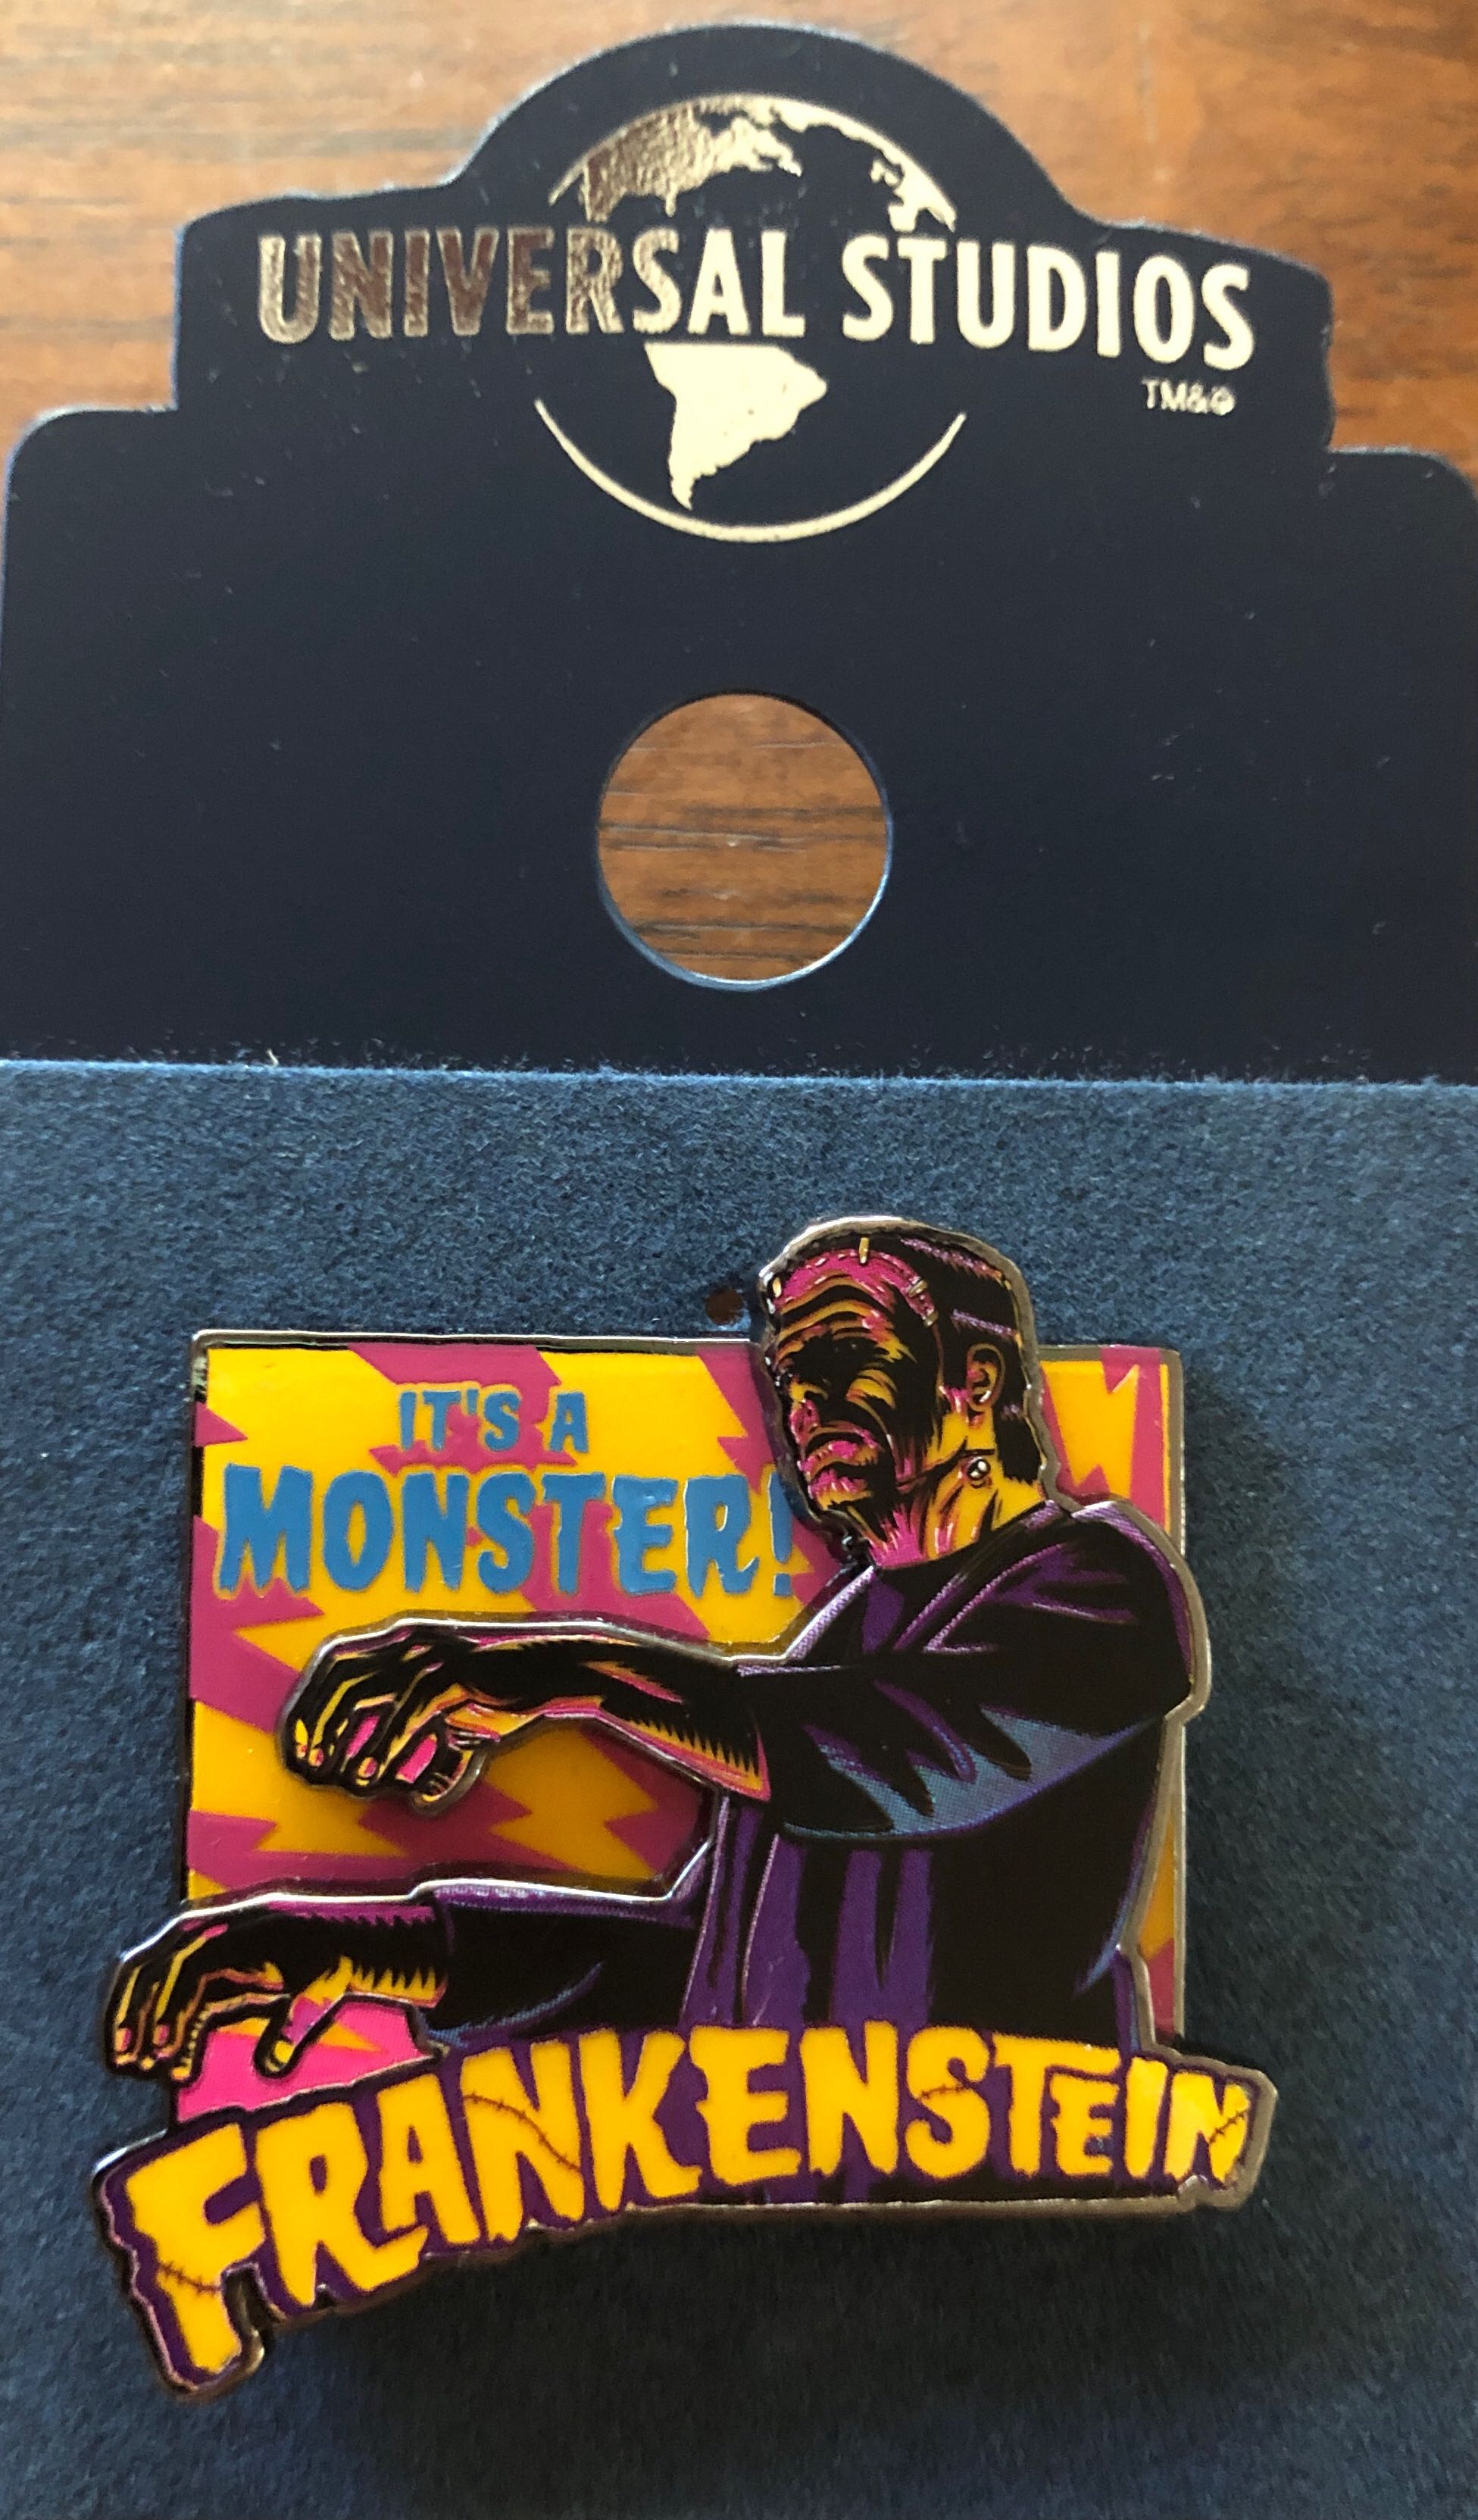 UNIVERSAL STUDIOS
TM&©
IT'S A
MONSTER!
FRANKENSTEIN